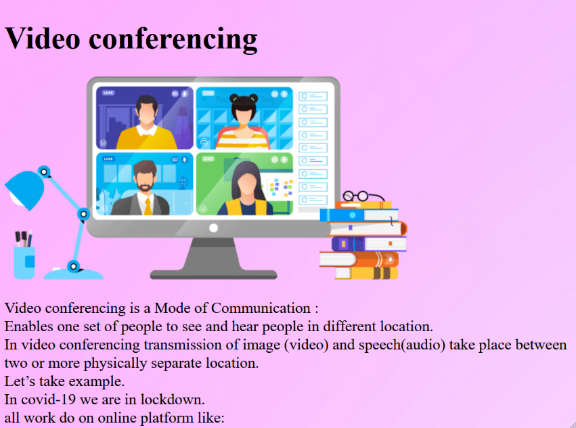 Video conferencing
Video conferencing is a Mode of Communication :
Enables one set of people to see and hear people in different location.
In video conferencing transmission of image (video) and speech(audio) take place between
two or more physically separate location.
Let’s take example.
In covid-19 we are in lockdown.
all work do on online platform like: